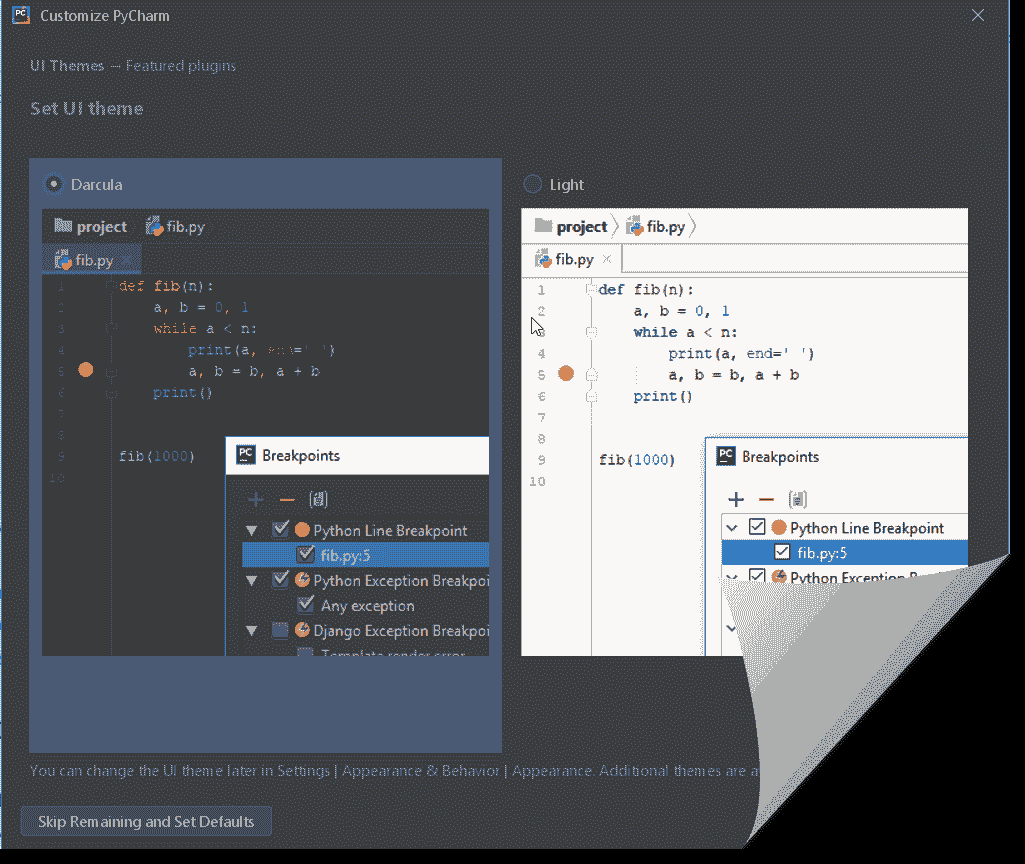 PC Customize PyCharm
UI Themes — Featured plugins
Set UI theme
Darcula
project fib.py
fib.py
1 def fib(n):
2 a, b = 0, 1
3 while a < n:
4 print(a, end=' ')
5 a, b = b, a + b
6 print()
7
8
9 fib(1000)
10
PC Breakpoints
Python Line Breakpoint
fib.py:5
Python Exception Breakpoi
Any exception
Django Exception Breakpoi
Template render error
Light
project fib.py
fib.py
1 def fib(n):
2 a, b = 0, 1
3 while a < n:
4 print(a, end=' ')
5 a, b = b, a + b
6 print()
7
8
9 fib(1000)
10
PC Breakpoints
Python Line Breakpoint
fib.py:5
Python Exception
You can change the UI theme later in Settings | Appearance & Behavior | Appearance. Additional themes are a
Skip Remaining and Set Defaults